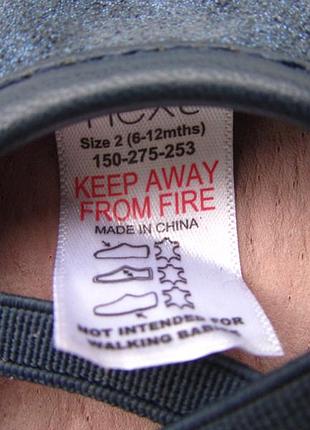 next
Size 2 (6-12mths)
150-275-253
KEEP AWAY
FROM FIRE
MADE IN CHINA
NOT INTENDED FOR
WALKING BABIES